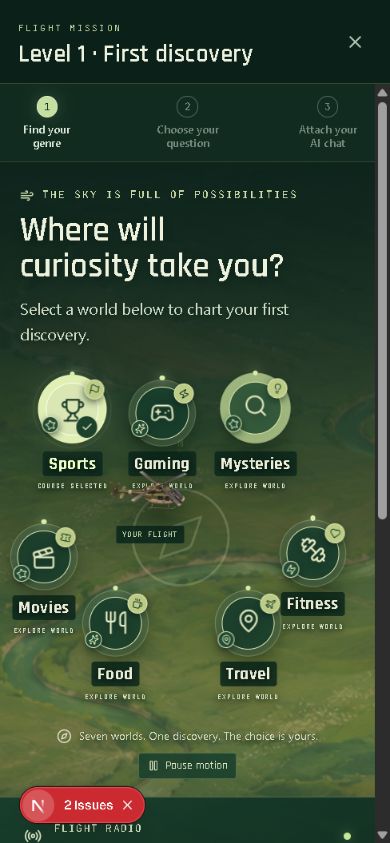 FLIGHT MISSION
Level 1 · First discovery
1
2
3
Find your
genre
Choose your
question
Attach your
AI chat
THE SKY IS FULL OF POSSIBILITIES
Where will
curiosity take you?
Select a world below to chart your first
discovery.
Sports
Gaming
Mysteries
COURSE SELECTED
EXPLORE WORLD
EXPLORE WORLD
YOUR FLIGHT
Movies
EXPLORE WORLD
Fitness
EXPLORE WORLD
Food
EXPLORE WORLD
Travel
EXPLORE WORLD
Seven worlds. One discovery. The choice is yours.
Pause motion
N
2 Issues
FLIGHT RADIO